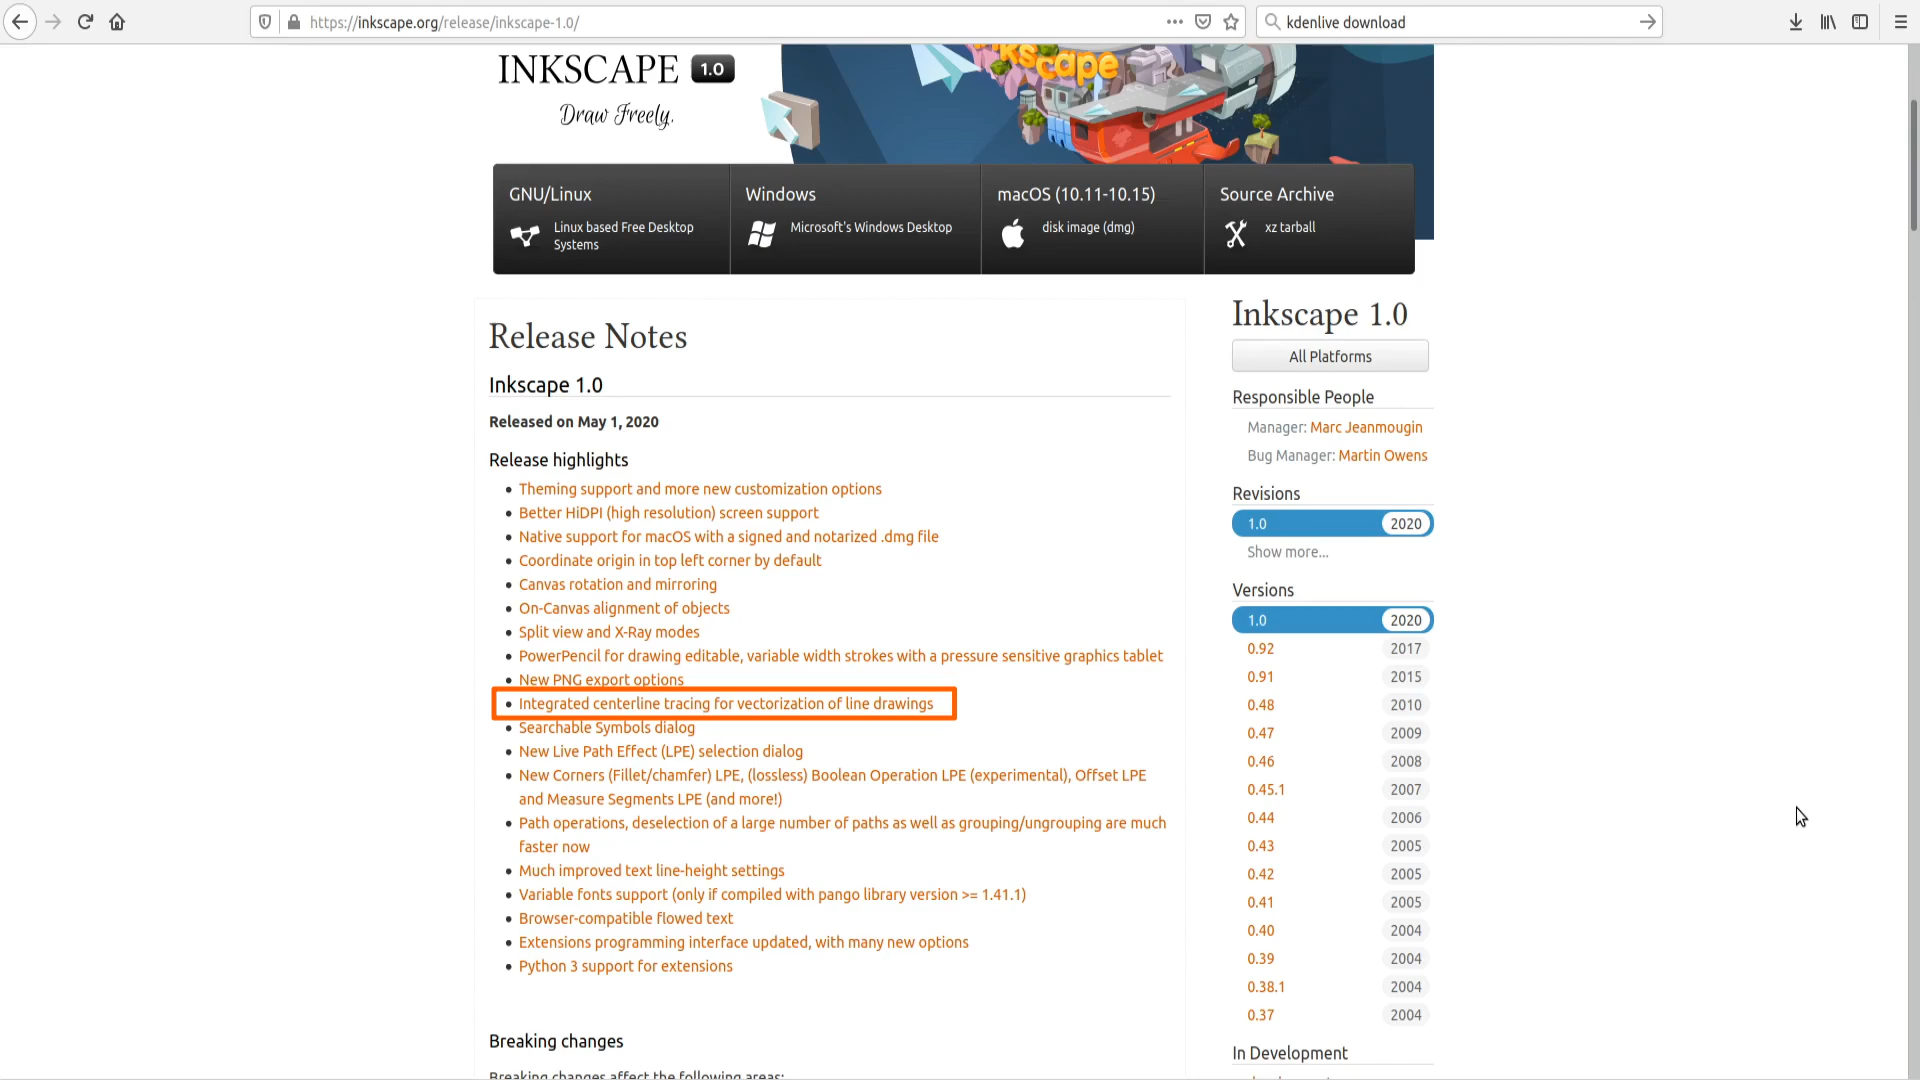 https://inkscape.org/release/inkscape-1.0/
kdenlive download
INKSCAPE 1.0
Draw Freely.
inkscape
GNU/Linux
Linux based Free Desktop
Systems
Windows
Microsoft's Windows Desktop
macOS (10.11-10.15)
disk image (dmg)
Source Archive
xz tarball
Release Notes
Inkscape 1.0
Released on May 1, 2020
Release highlights
Theming support and more new customization options
Better HiDPI (high resolution) screen support
Native support for macOS with a signed and notarized .dmg file
Coordinate origin in top left corner by default
Canvas rotation and mirroring
On-Canvas alignment of objects
Split view and X-Ray modes
PowerPencil for drawing editable, variable width strokes with a pressure sensitive graphics tablet
New PNG export options
Integrated centerline tracing for vectorization of line drawings
Searchable Symbols dialog
New Live Path Effect (LPE) selection dialog
New Corners (Fillet/chamfer) LPE, (lossless) Boolean Operation LPE (experimental), Offset LPE
and Measure Segments LPE (and more!)
Path operations, deselection of a large number of paths as well as grouping/ungrouping are much
faster now
Much improved text line-height settings
Variable fonts support (only if compiled with pango library version >= 1.41.1)
Browser-compatible flowed text
Extensions programming interface updated, with many new options
Python 3 support for extensions
Breaking changes
Breaking changes affect the following areas:
Inkscape 1.0
All Platforms
Responsible People
Manager: Marc Jeanmougin
Bug Manager: Martin Owens
Revisions
1.0 2020
Show more...
Versions
1.0 2020
0.92 2017
0.91 2015
0.48 2010
0.47 2009
0.46 2008
0.45.1 2007
0.44 2006
0.43 2005
0.42 2005
0.41 2005
0.40 2004
0.39 2004
0.38.1 2004
0.37 2004
In Development